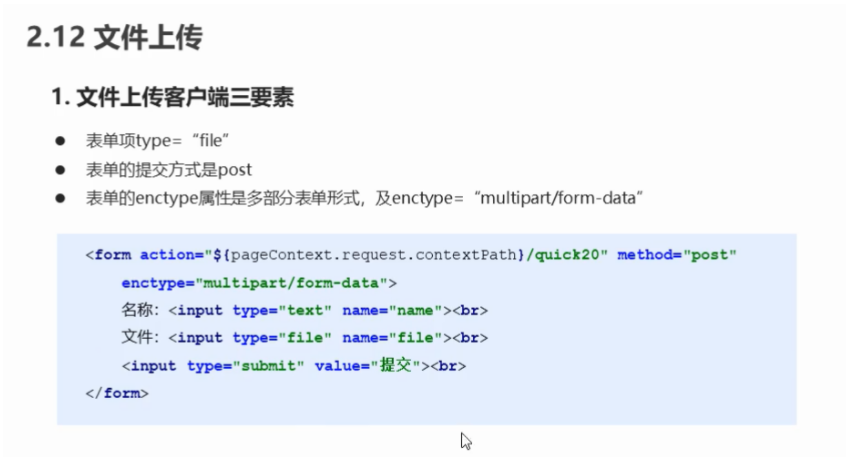 2.12 文件上传
1. 文件上传客户端三要素
● 表单项type=“file”
● 表单的提交方式是post
● 表单的enctype属性是多部分表单形式，及enctype=“multipart/form-data”
<form action="${pageContext.request.contextPath}/quick20" method="post"
enctype="multipart/form-data">
名称：<input type="text" name="name"><br>
文件：<input type="file" name="file"><br>
<input type="submit" value="提交"><br>
</form>